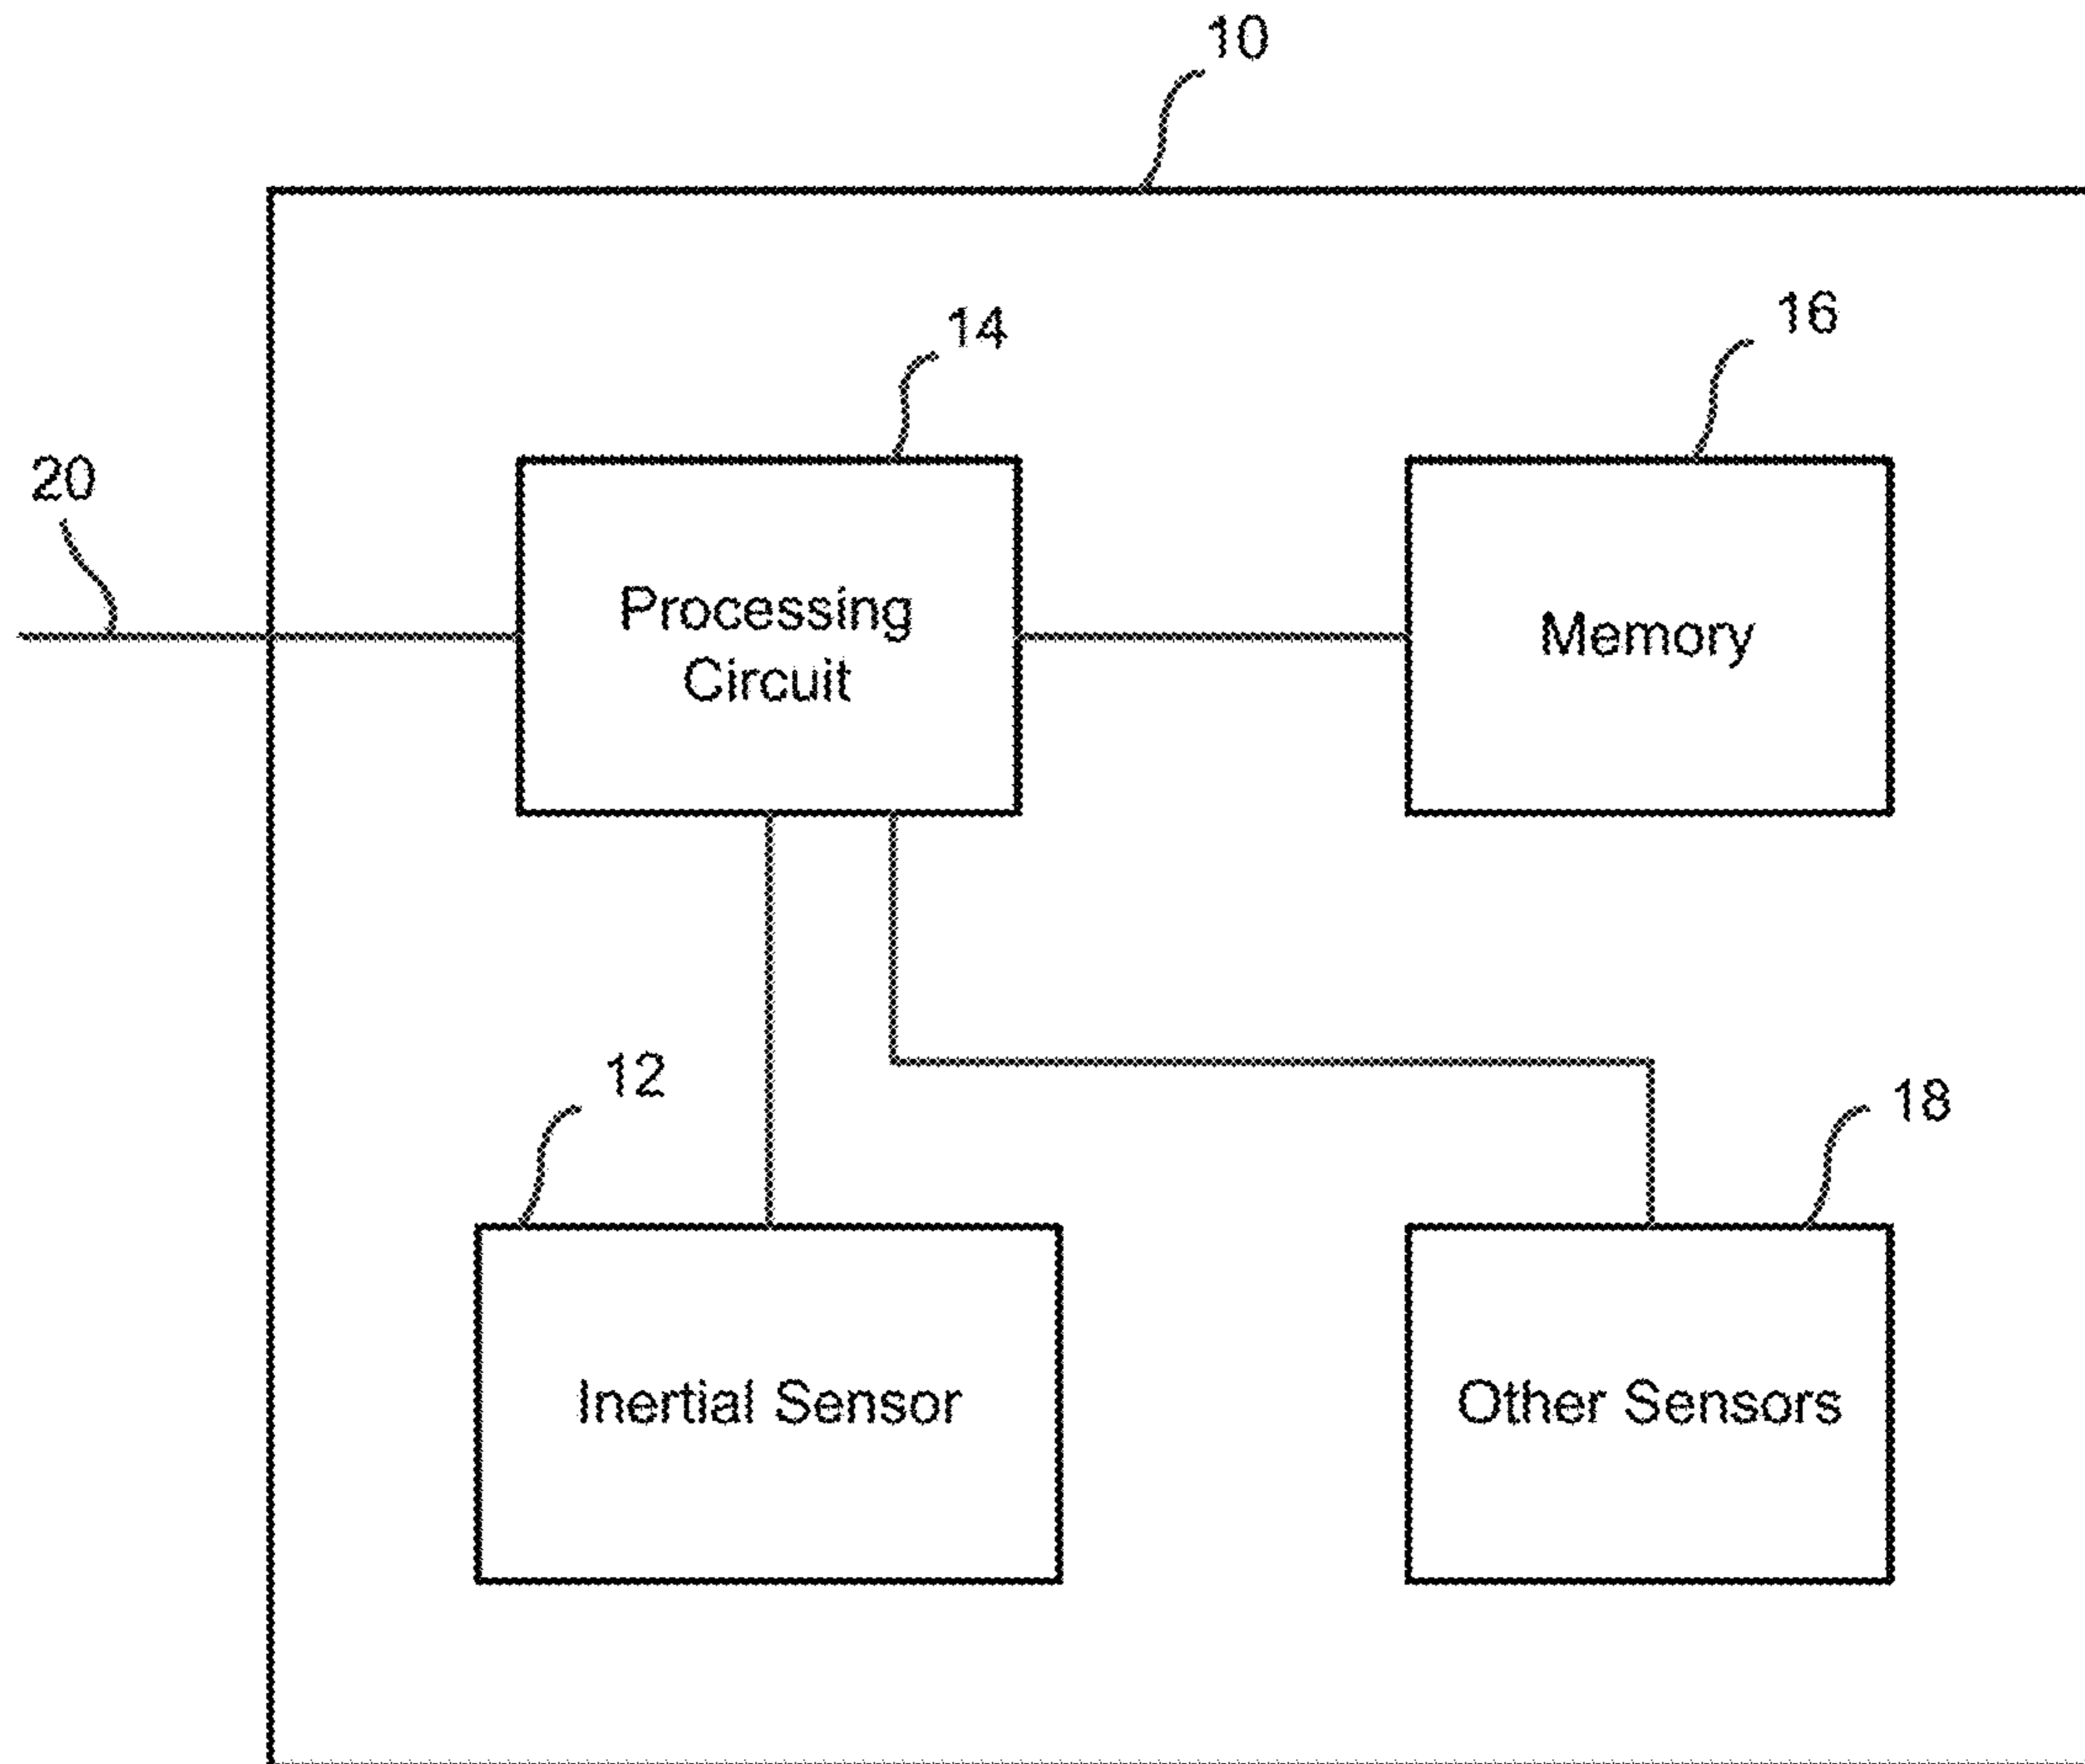 10
14
16
20
Processing
Circuit
Memory
12
18
Inertial Sensor
Other Sensors